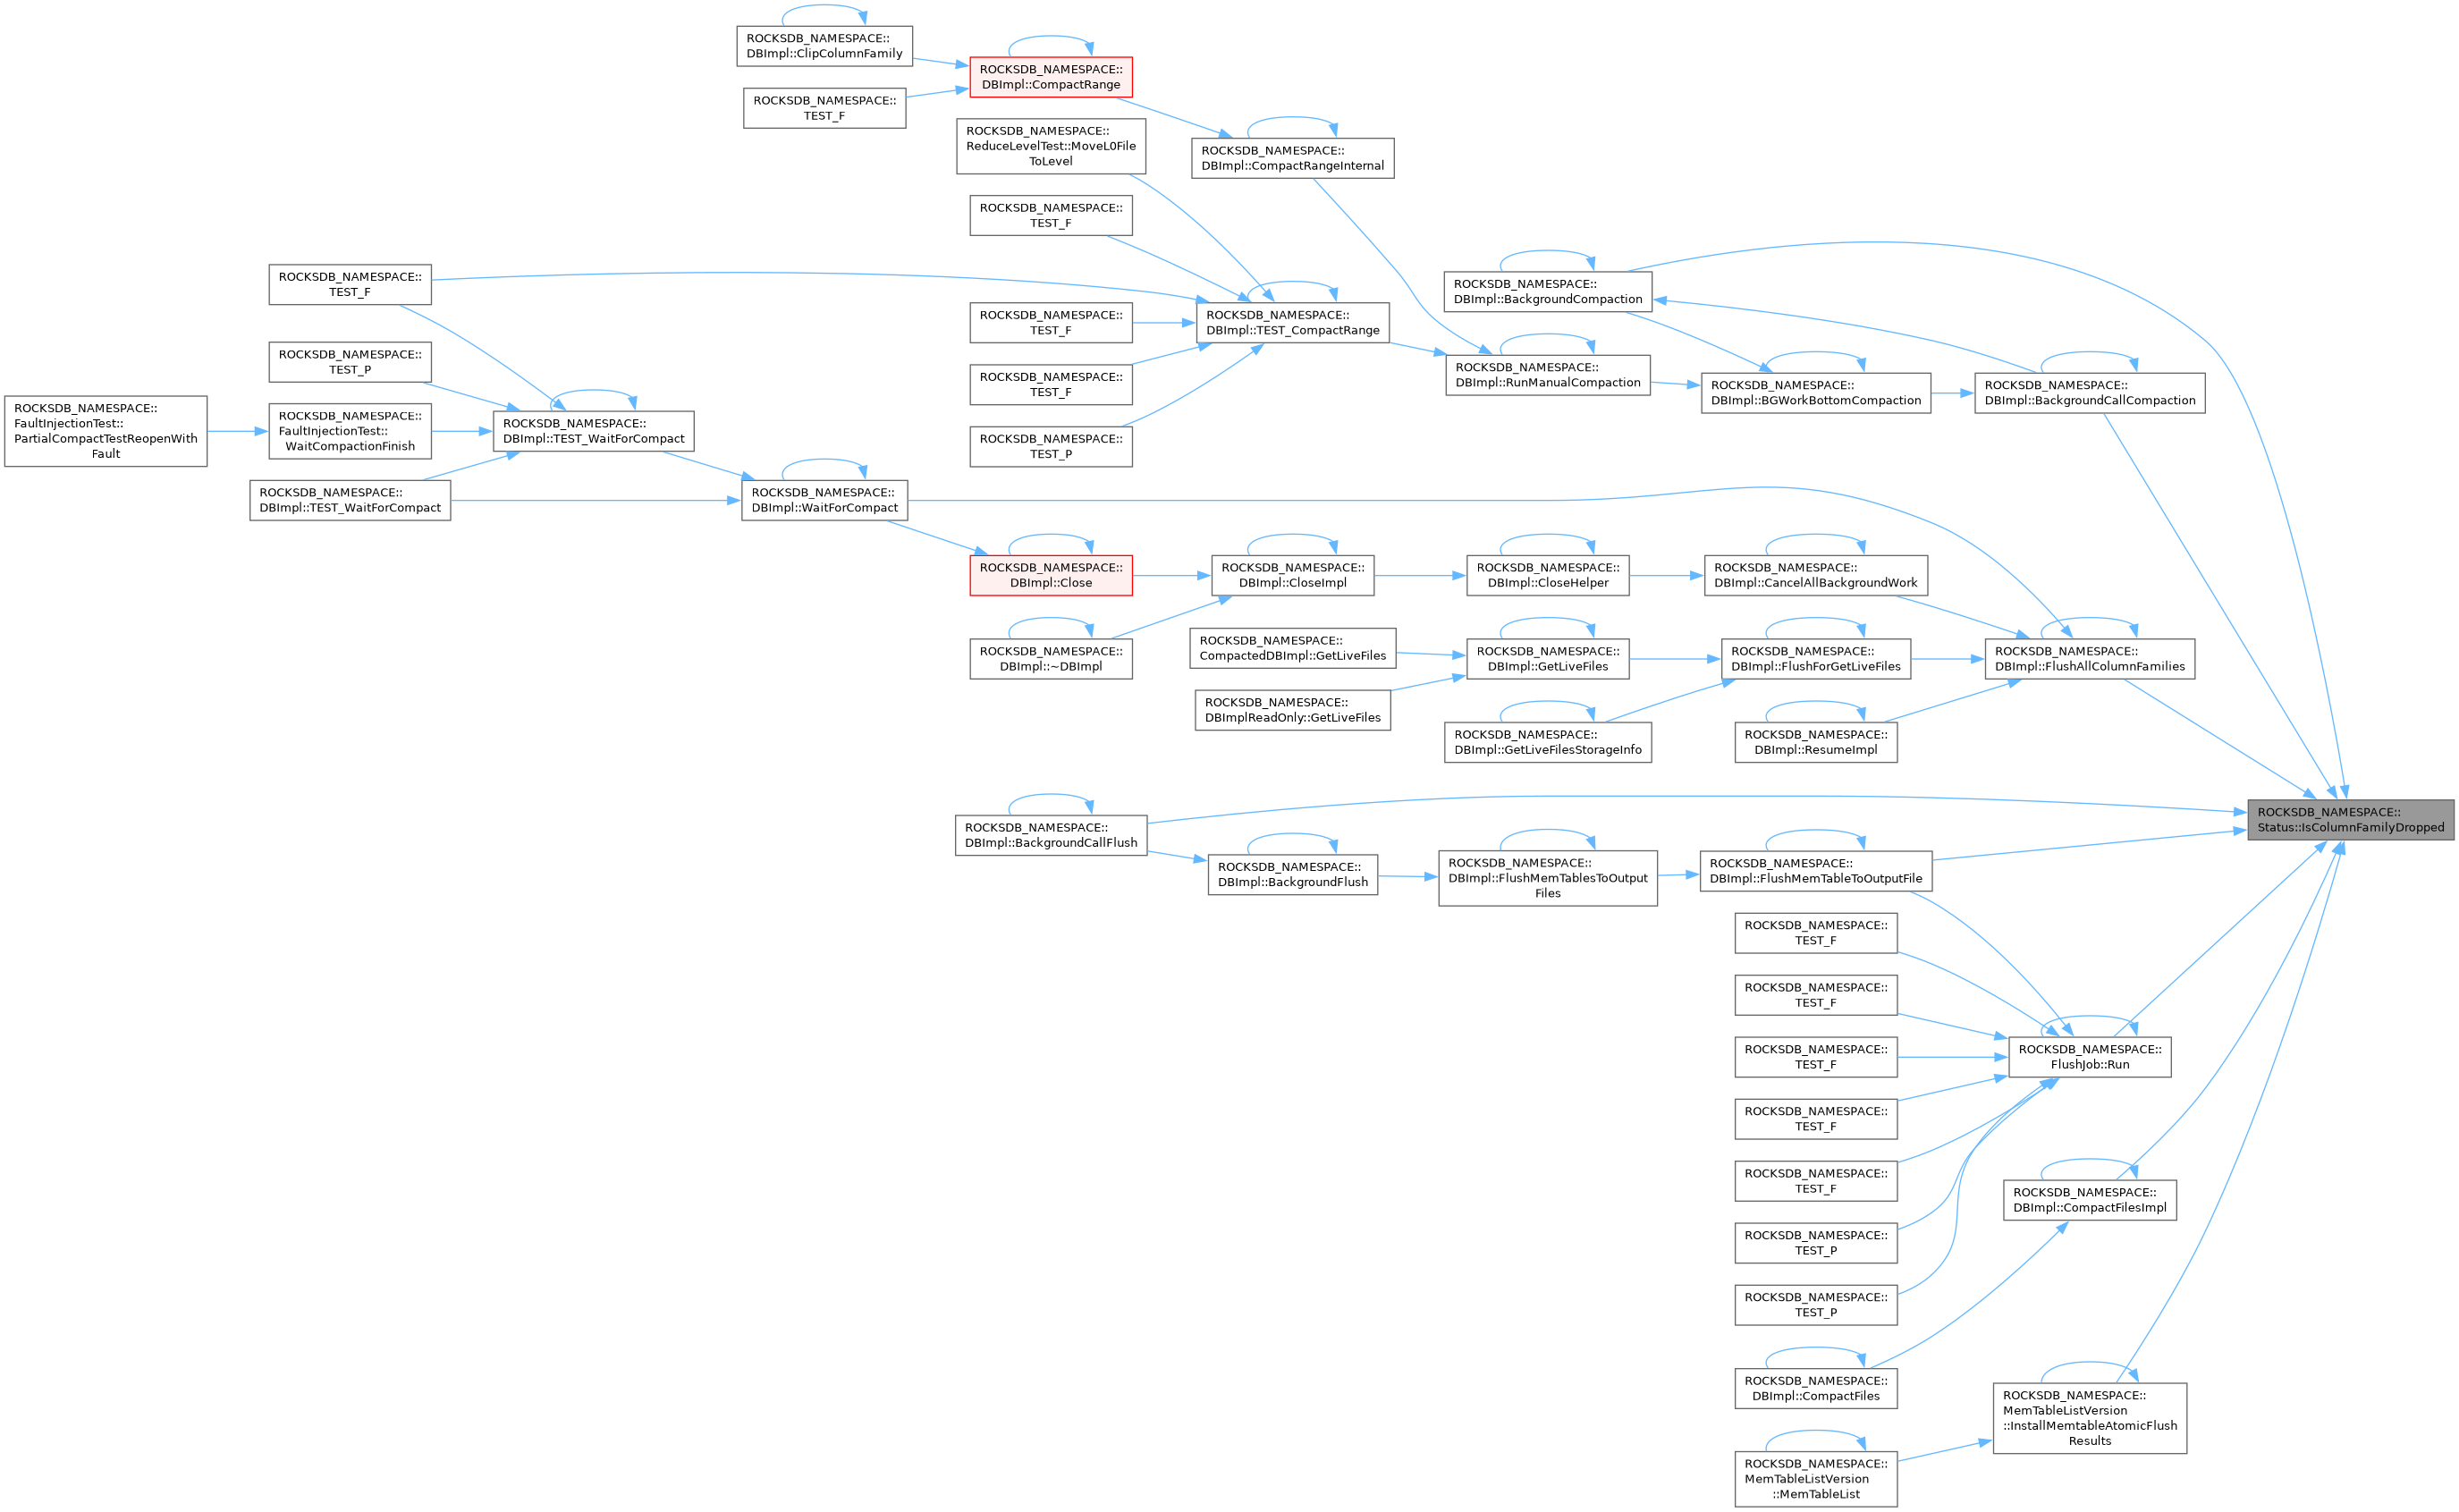 ROCKSDB_NAMESPACE::
DBImpl::ClipColumnFamily
ROCKSDB_NAMESPACE::
TEST_F
ROCKSDB_NAMESPACE::
DBImpl::CompactRange
ROCKSDB_NAMESPACE::
ReduceLevelTest::MoveL0File
ToLevel
ROCKSDB_NAMESPACE::
DBImpl::CompactRangeInternal
ROCKSDB_NAMESPACE::
TEST_F
ROCKSDB_NAMESPACE::
TEST_F
ROCKSDB_NAMESPACE::
DBImpl::BackgroundCompaction
ROCKSDB_NAMESPACE::
TEST_F
ROCKSDB_NAMESPACE::
DBImpl::TEST_CompactRange
ROCKSDB_NAMESPACE::
TEST_P
ROCKSDB_NAMESPACE::
TEST_F
ROCKSDB_NAMESPACE::
DBImpl::RunManualCompaction
ROCKSDB_NAMESPACE::
DBImpl::BGWorkBottomCompaction
ROCKSDB_NAMESPACE::
DBImpl::BackgroundCallCompaction
ROCKSDB_NAMESPACE::
FaultInjectionTest::
PartialCompactTestReopenWith
Fault
ROCKSDB_NAMESPACE::
FaultInjectionTest::
WaitCompactionFinish
ROCKSDB_NAMESPACE::
DBImpl::TEST_WaitForCompact
ROCKSDB_NAMESPACE::
TEST_P
ROCKSDB_NAMESPACE::
DBImpl::TEST_WaitForCompact
ROCKSDB_NAMESPACE::
DBImpl::WaitForCompact
ROCKSDB_NAMESPACE::
DBImpl::Close
ROCKSDB_NAMESPACE::
DBImpl::CloseImpl
ROCKSDB_NAMESPACE::
DBImpl::CloseHelper
ROCKSDB_NAMESPACE::
DBImpl::CancelAllBackgroundWork
ROCKSDB_NAMESPACE::
DBImpl::~DBImpl
ROCKSDB_NAMESPACE::
CompactedDBImpl::GetLiveFiles
ROCKSDB_NAMESPACE::
DBImpl::GetLiveFiles
ROCKSDB_NAMESPACE::
DBImpl::FlushForGetLiveFiles
ROCKSDB_NAMESPACE::
DBImpl::FlushAllColumnFamilies
ROCKSDB_NAMESPACE::
DBImplReadOnly::GetLiveFiles
ROCKSDB_NAMESPACE::
DBImpl::GetLiveFilesStorageInfo
ROCKSDB_NAMESPACE::
DBImpl::ResumeImpl
ROCKSDB_NAMESPACE::
Status::IsColumnFamilyDropped
ROCKSDB_NAMESPACE::
DBImpl::BackgroundCallFlush
ROCKSDB_NAMESPACE::
DBImpl::BackgroundFlush
ROCKSDB_NAMESPACE::
DBImpl::FlushMemTablesToOutput
Files
ROCKSDB_NAMESPACE::
DBImpl::FlushMemTableToOutputFile
ROCKSDB_NAMESPACE::
TEST_F
ROCKSDB_NAMESPACE::
TEST_F
ROCKSDB_NAMESPACE::
TEST_F
ROCKSDB_NAMESPACE::
FlushJob::Run
ROCKSDB_NAMESPACE::
TEST_F
ROCKSDB_NAMESPACE::
TEST_F
ROCKSDB_NAMESPACE::
DBImpl::CompactFilesImpl
ROCKSDB_NAMESPACE::
TEST_P
ROCKSDB_NAMESPACE::
TEST_P
ROCKSDB_NAMESPACE::
DBImpl::CompactFiles
ROCKSDB_NAMESPACE::
MemTableListVersion
::InstallMemtableAtomicFlush
Results
ROCKSDB_NAMESPACE::
MemTableListVersion
::MemTableList